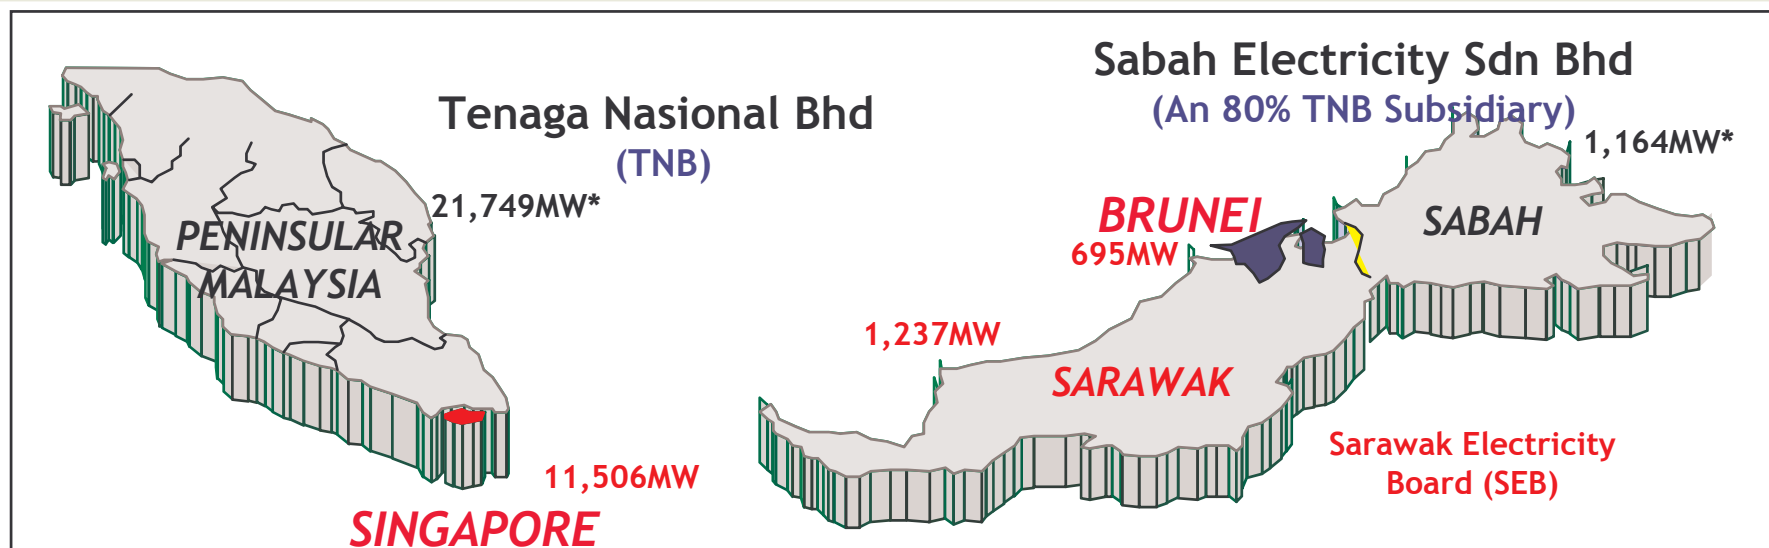 Tenaga Nasional Bhd
(TNB)
21,749MW*
PENINSULAR
MALAYSIA
11,506MW
SINGAPORE
Sabah Electricity Sdn Bhd
(An 80% TNB Subsidiary)
1,164MW*
BRUNEI
695MW
SABAH
1,237MW
SARAWAK
Sarawak Electricity
Board (SEB)